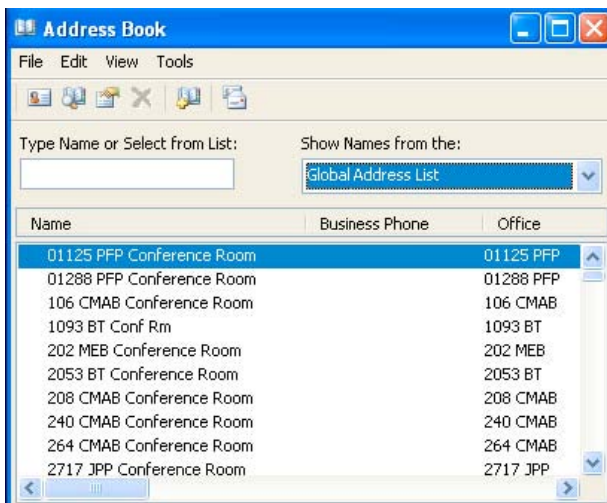 Address Book
File Edit View Tools
Type Name or Select from List: Show Names from the:
Global Address List
Name Business Phone Office
01125 PFP Conference Room 01125 PFP
01288 PFP Conference Room 01288 PFP
106 CMAB Conference Room 106 CMAB
1093 BT Conf Rm 1093 BT
202 MEB Conference Room 202 MEB
2053 BT Conference Room 2053 BT
208 CMAB Conference Room 208 CMAB
240 CMAB Conference Room 240 CMAB
264 CMAB Conference Room 264 CMAB
2717 JPP Conference Room 2717 JPP